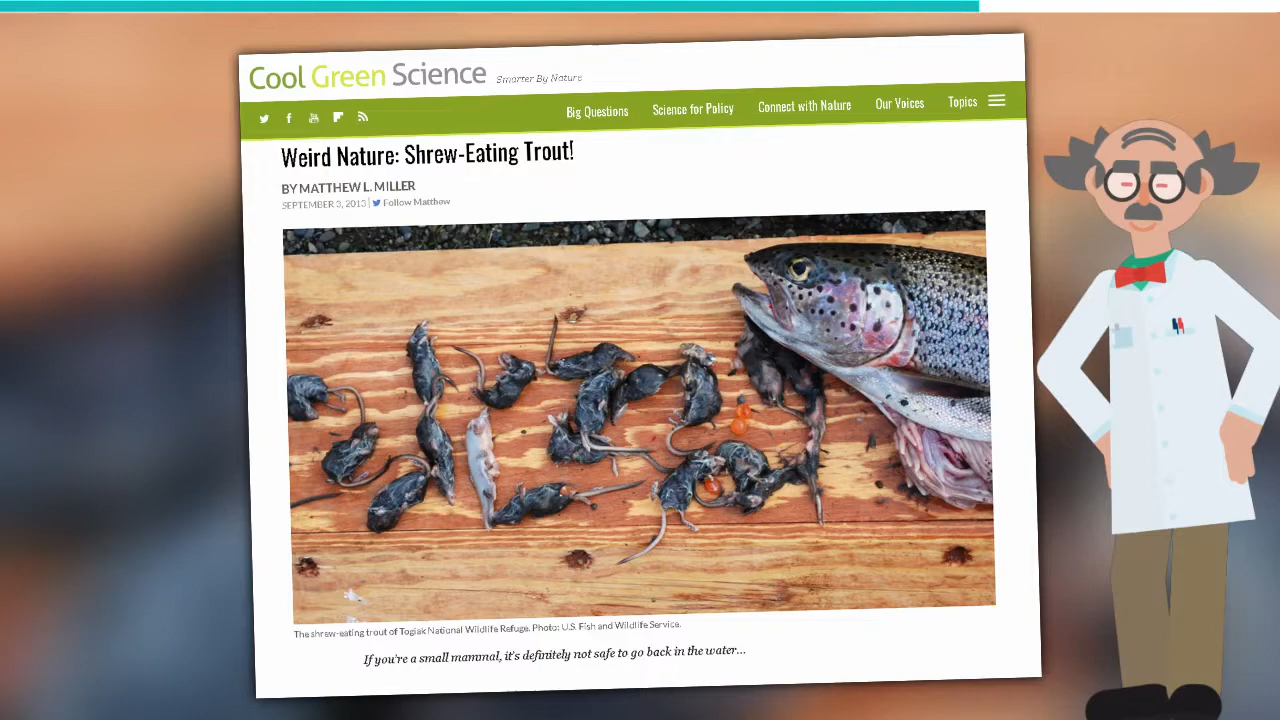 Cool Green Science Smarter By Nature
Big Questions Science for Policy Connect with Nature Our Voices Topics
Weird Nature: Shrew-Eating Trout!
BY MATTHEW L. MILLER
SEPTEMBER 3, 2013 | Follow Matthew
The shrew-eating trout of Togiak National Wildlife Refuge. Photo: U.S. Fish and Wildlife Service.
If you're a small mammal, it's definitely not safe to go back in the water...